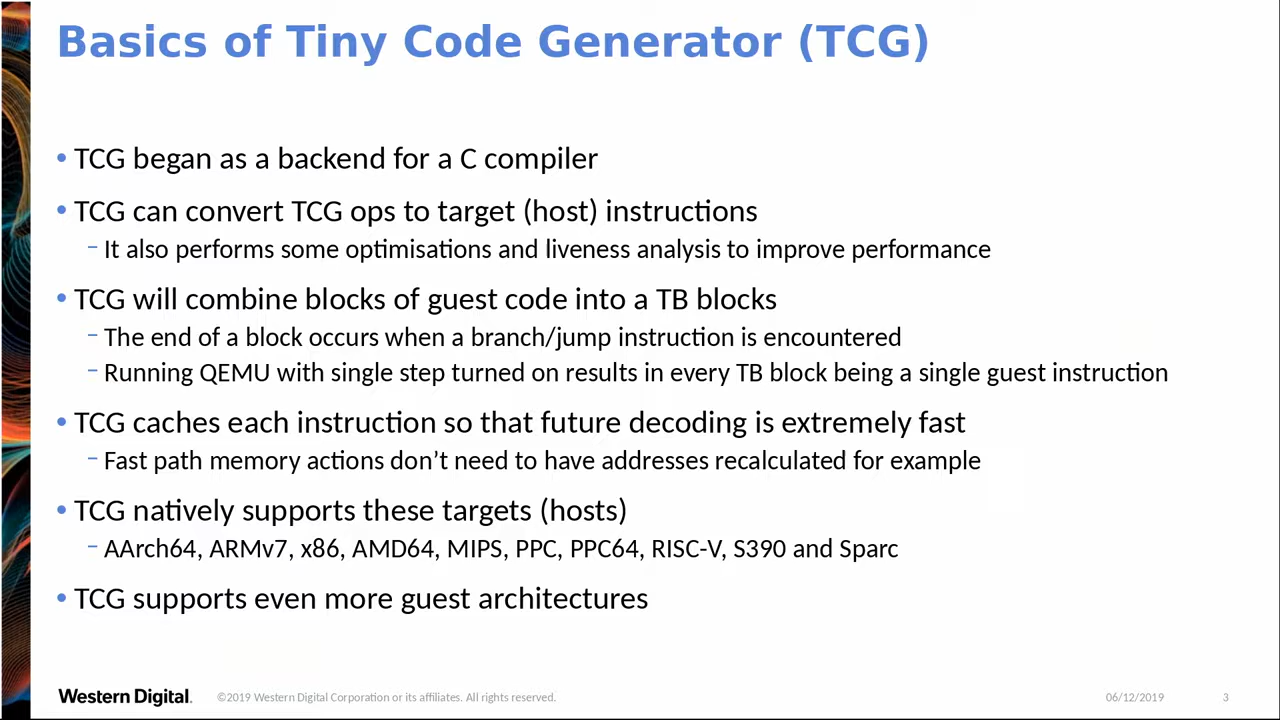 Basics of Tiny Code Generator (TCG)
• TCG began as a backend for a C compiler
• TCG can convert TCG ops to target (host) instructions
– It also performs some optimisations and liveness analysis to improve performance
• TCG will combine blocks of guest code into a TB blocks
– The end of a block occurs when a branch/jump instruction is encountered
– Running QEMU with single step turned on results in every TB block being a single guest instruction
• TCG caches each instruction so that future decoding is extremely fast
– Fast path memory actions don’t need to have addresses recalculated for example
• TCG natively supports these targets (hosts)
– AArch64, ARMv7, x86, AMD64, MIPS, PPC, PPC64, RISC-V, S390 and Sparc
• TCG supports even more guest architectures
Western Digital. ©2019 Western Digital Corporation or its affiliates. All rights reserved. 06/12/2019 3